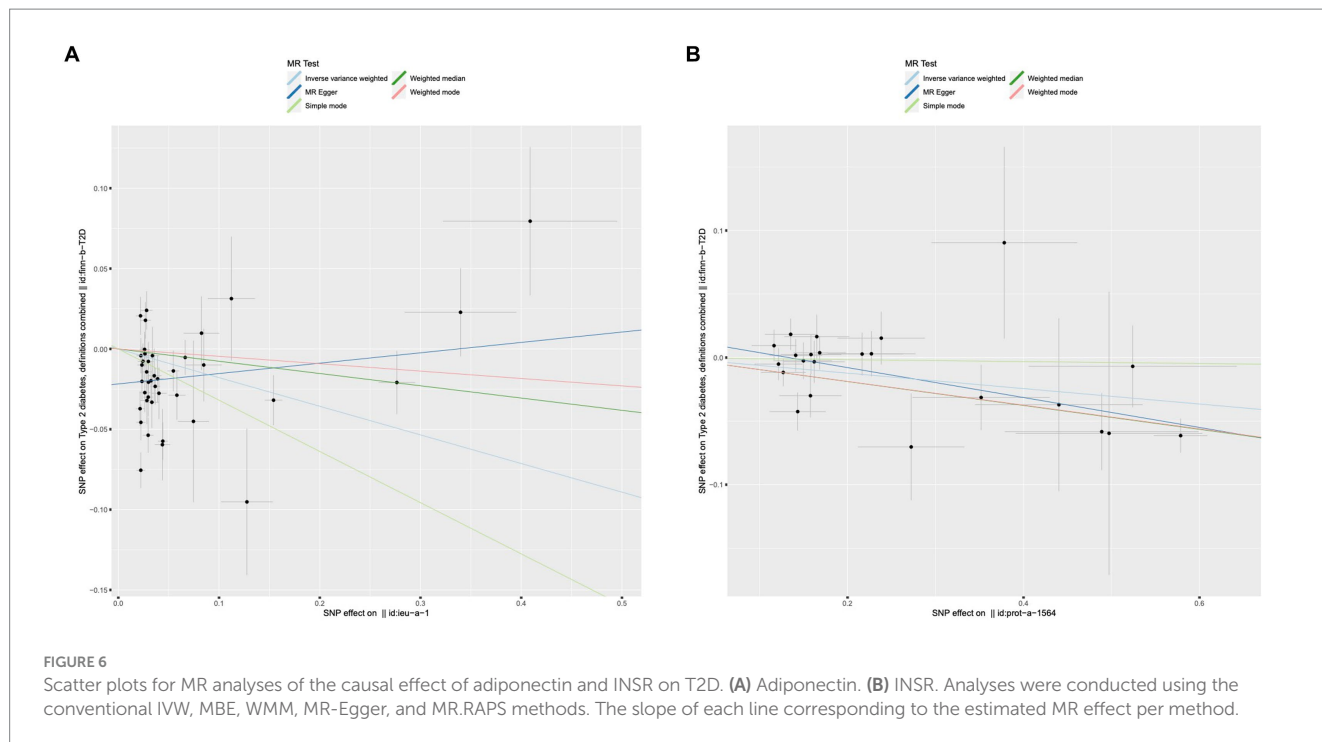 A
MR Test
Inverse variance weighted
Weighted median
MR Egger
Weighted mode
Simple mode
SNP effect on Type 2 diabetes, definitions combined || id:finn-b-T2D
0.10
0.05
0.00
-0.05
-0.10
-0.15
0.0
0.1
0.2
0.3
0.4
0.5
SNP effect on || id:ieu-a-1
B
MR Test
Inverse variance weighted
Weighted median
MR Egger
Weighted mode
Simple mode
SNP effect on Type 2 diabetes, definitions combined || id:finn-b-T2D
0.1
0.0
-0.1
0.2
0.4
0.6
SNP effect on || id:prot-a-1564
FIGURE 6
Scatter plots for MR analyses of the causal effect of adiponectin and INSR on T2D. (A) Adiponectin. (B) INSR. Analyses were conducted using the
conventional IVW, MBE, WMM, MR-Egger, and MR.RAPS methods. The slope of each line corresponding to the estimated MR effect per method.